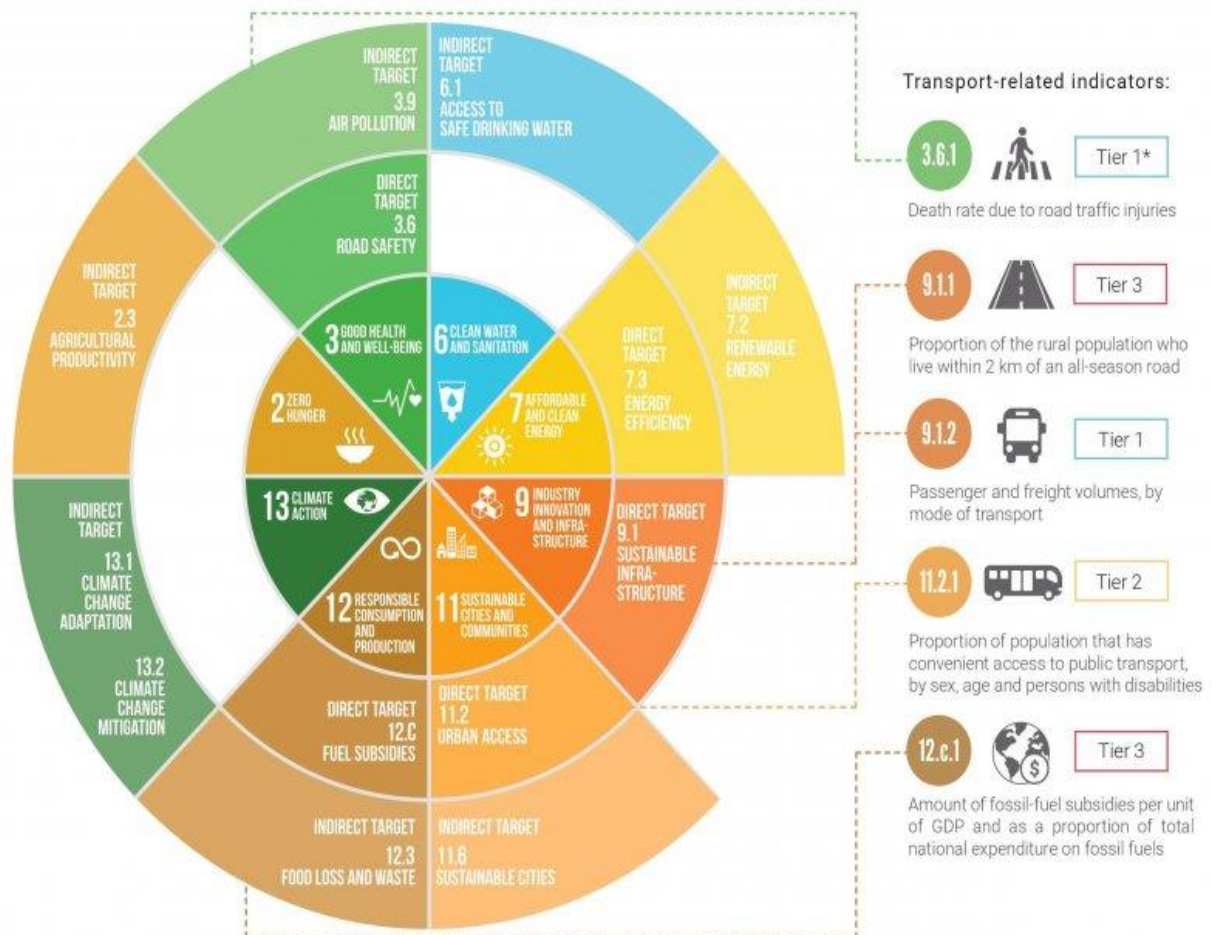 INDIRECT
TARGET
3.9
AIR POLLUTION
INDIRECT
TARGET
6.1
ACCESS TO
SAFE DRINKING WATER
DIRECT
TARGET
3.6
ROAD SAFETY
INDIRECT
TARGET
2.3
AGRICULTURAL
PRODUCTIVITY
INDIRECT
TARGET
7.2
RENEWABLE
ENERGY
DIRECT
TARGET
7.3
ENERGY
EFFICIENCY
3 GOOD HEALTH
AND WELL-BEING
6 CLEAN WATER
AND SANITATION
2 ZERO
HUNGER
7 AFFORDABLE
AND CLEAN
ENERGY
13 CLIMATE
ACTION
9 INDUSTRY
INNOVATION
AND INFRA-
STRUCTURE
12 RESPONSIBLE
CONSUMPTION
AND
PRODUCTION
11 SUSTAINABLE
CITIES AND
COMMUNITIES
INDIRECT
TARGET
13.1
CLIMATE
CHANGE
ADAPTATION
13.2
CLIMATE
CHANGE
MITIGATION
DIRECT TARGET
9.1
SUSTAINABLE
INFRA-
STRUCTURE
DIRECT TARGET
12.C
FUEL SUBSIDIES
DIRECT TARGET
11.2
URBAN ACCESS
INDIRECT TARGET
12.3
FOOD LOSS AND WASTE
INDIRECT TARGET
11.6
SUSTAINABLE CITIES
Transport-related indicators:
3.6.1 Tier 1*
Death rate due to road traffic injuries
9.1.1 Tier 3
Proportion of the rural population who
live within 2 km of an all-season road
9.1.2 Tier 1
Passenger and freight volumes, by
mode of transport
11.2.1 Tier 2
Proportion of population that has
convenient access to public transport,
by sex, age and persons with disabilities
12.c.1 $ Tier 3
Amount of fossil-fuel subsidies per unit
of GDP and as a proportion of total
national expenditure on fossil fuels